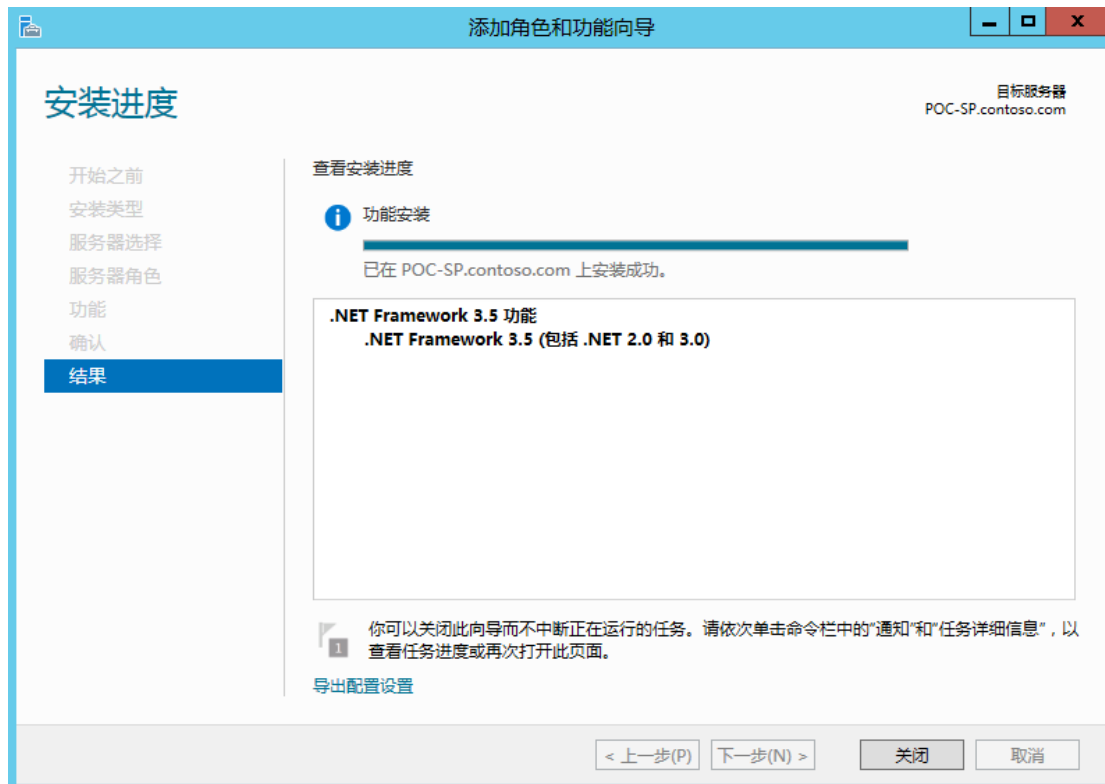 添加角色和功能向导
安装进度
目标服务器
POC-SP.contoso.com
开始之前
安装类型
服务器选择
服务器角色
功能
确认
结果
查看安装进度
功能安装
已在 POC-SP.contoso.com 上安装成功。
.NET Framework 3.5 功能
.NET Framework 3.5 (包括 .NET 2.0 和 3.0)
1
你可以关闭此向导而不中断正在运行的任务。请依次单击命令栏中的"通知"和"任务详细信息"，以
查看任务进度或再次打开此页面。
导出配置设置
< 上一步(P)
下一步(N) >
关闭
取消